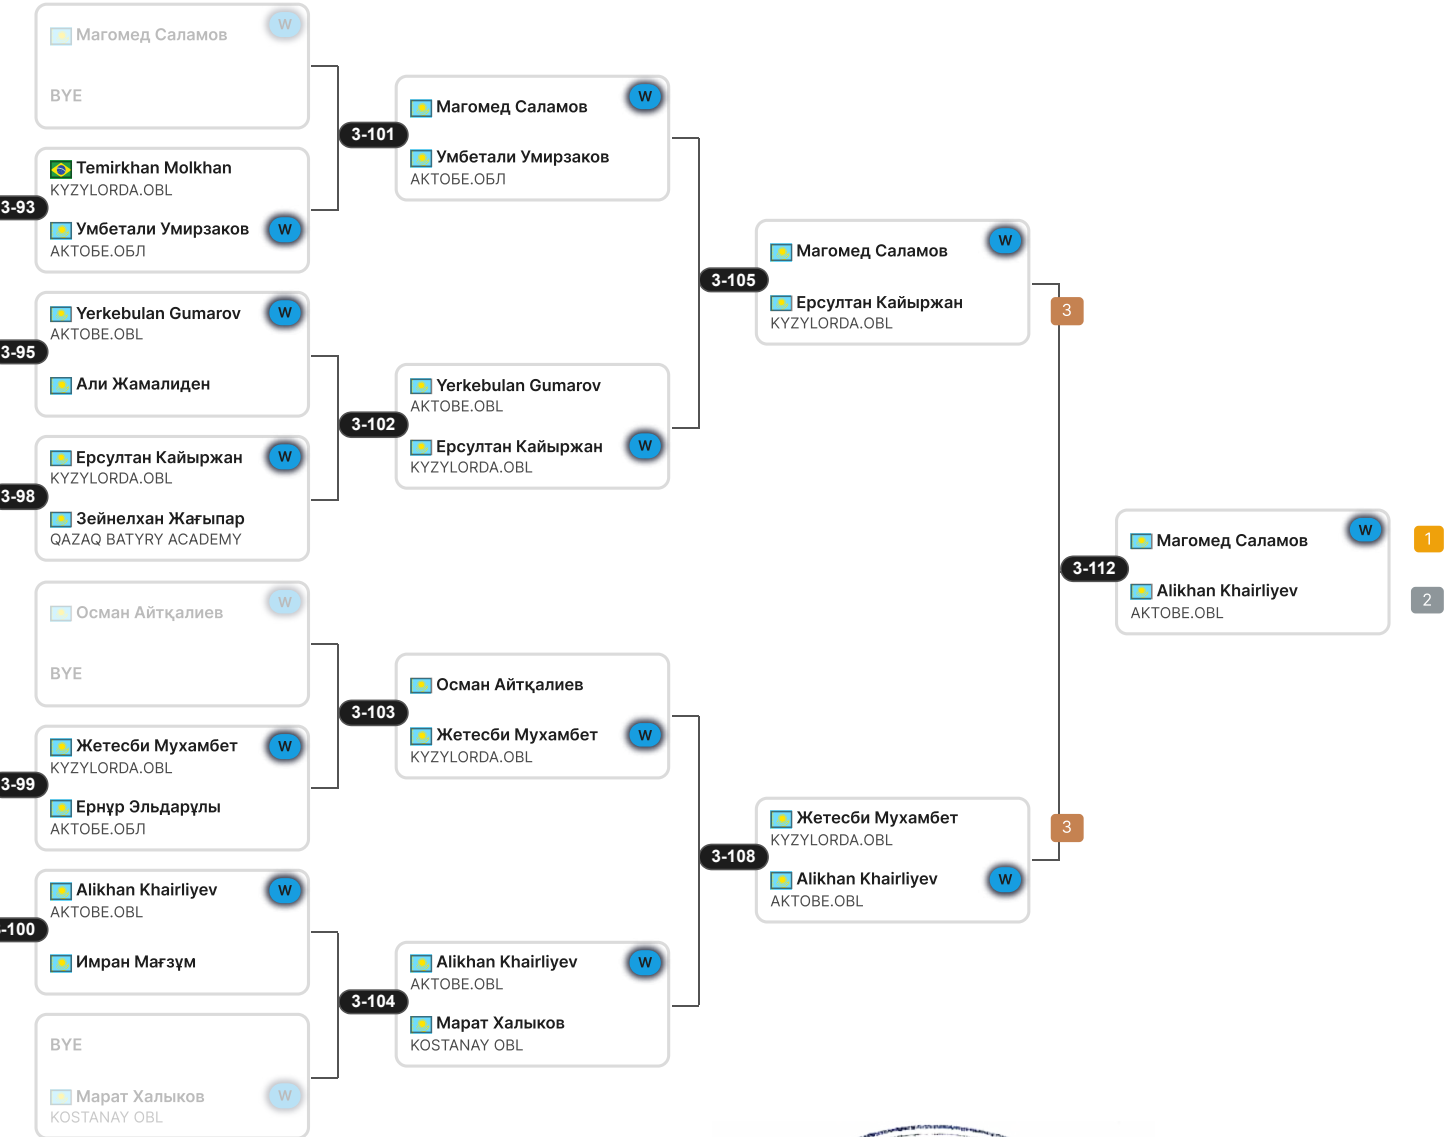 Магомед Саламов
W
BYE
3-93
Temirkhan Molkhan
KYZYLORDA.OBL
Умбетали Умирзаков
W
АКТОБЕ.ОБЛ
3-95
Yerkebulan Gumarov
W
AKTOBE.OBL
Али Жамалиден
3-98
Ерсултан Кайыржан
W
KYZYLORDA.OBL
Зейнелхан Жағыпар
QAZAQ BATYRY ACADEMY
Осман Айтқалиев
W
BYE
3-99
Жетесби Мухамбет
W
KYZYLORDA.OBL
Ернұр Эльдарұлы
АКТОБЕ.ОБЛ
-100
Alikhan Khairliyev
W
AKTOBE.OBL
Имран Мағзұм
BYE
Марат Халыков
W
KOSTANAY OBL
3-101
Магомед Саламов
W
Умбетали Умирзаков
АКТОБЕ.ОБЛ
3-102
Yerkebulan Gumarov
AKTOBE.OBL
Ерсултан Кайыржан
W
KYZYLORDA.OBL
3-103
Осман Айтқалиев
Жетесби Мухамбет
W
KYZYLORDA.OBL
3-104
Alikhan Khairliyev
W
AKTOBE.OBL
Марат Халыков
KOSTANAY OBL
3-105
Магомед Саламов
W
Ерсултан Кайыржан
KYZYLORDA.OBL
3
3-108
Жетесби Мухамбет
KYZYLORDA.OBL
Alikhan Khairliyev
W
AKTOBE.OBL
3
3-112
Магомед Саламов
W
1
Alikhan Khairliyev
AKTOBE.OBL
2